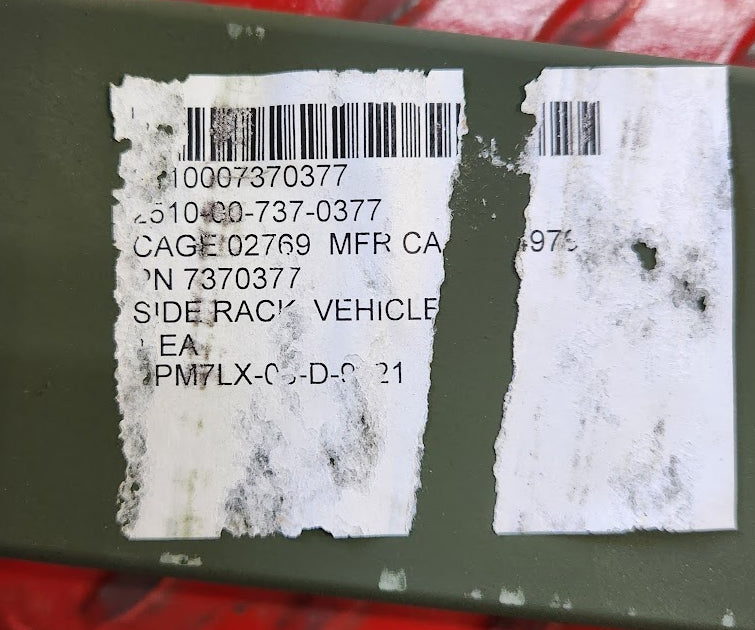 10007370377
2510-00-737-0377
CAGE 02769 MFR CA
PN 7370377
SIDE RACK VEHICLE
EA